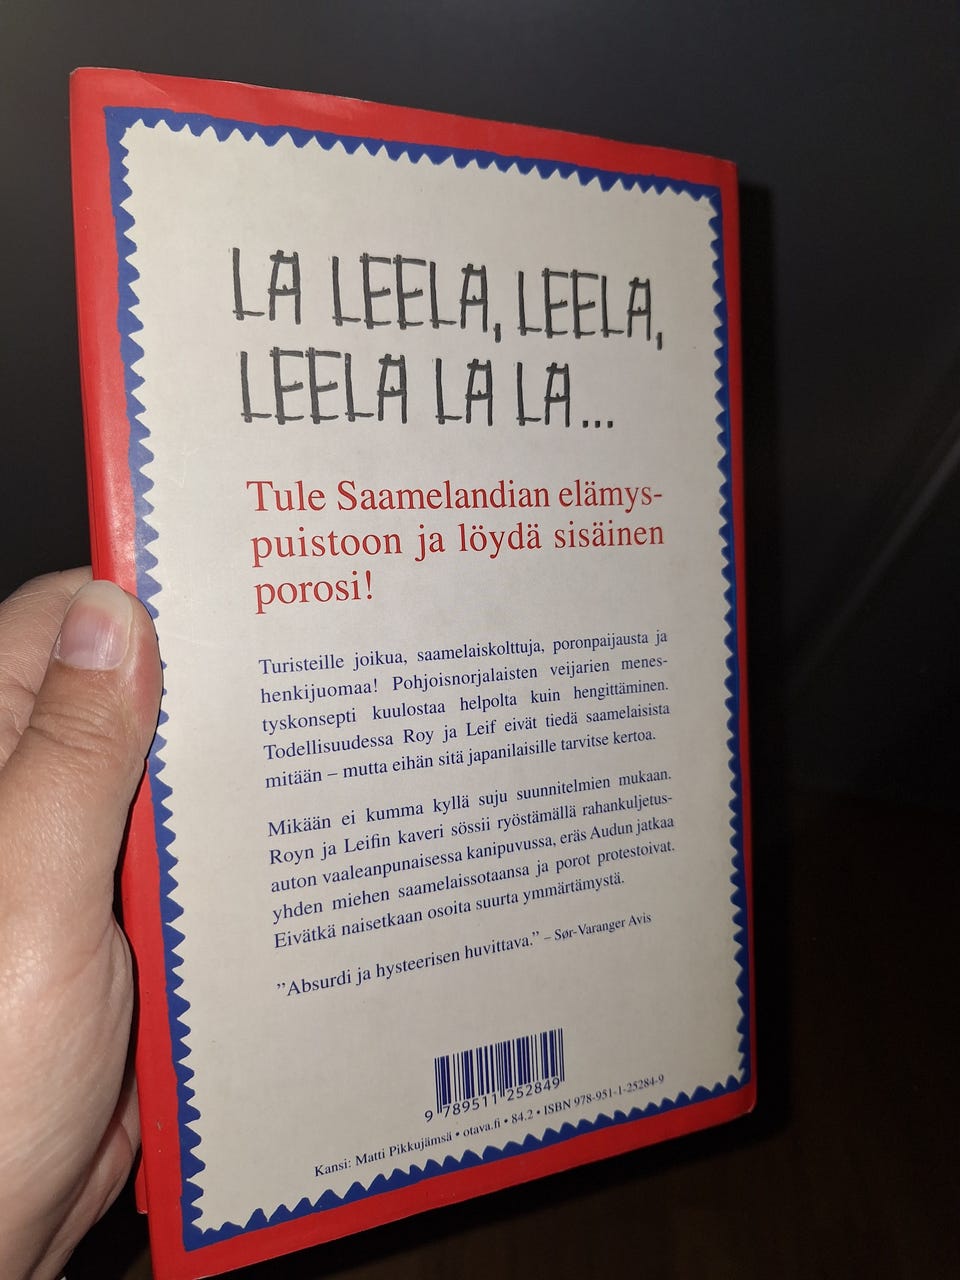 LA LEELA, LEELA,
LEELA LA LA...
Tule Saamelandian elämys-
puistoon ja löydä sisäinen
porosi!
Turisteille joikua, saamelaiskolttuja, poronpaijausta ja
henkijuomaa! Pohjoisnorjalaisten veijarien menes-
tyskonsepti kuulostaa helpolta kuin hengittäminen.
Todellisuudessa Roy ja Leif eivät tiedä saamelaisista
mitään – mutta eihän sitä japanilaisille tarvitse kertoa.
Mikään ei kumma kyllä suju suunnitelmien mukaan.
Royn ja Leifin kaveri sössii ryöstämällä rahankuljetus-
auton vaaleanpunaisessa kanipuvussa, eräs Audun jatkaa
yhden miehen saamelaissotaansa ja porot protestoivat.
Eivätkä naisetkaan osoita suurta ymmärtämystä.
”Absurdi ja hysteerisen huvittava.” – Sør-Varanger Avis
9 789511 252849
Kansi: Matti Pikkujämsä • otava.fi • 84.2 • ISBN 978-951-1-25284-9